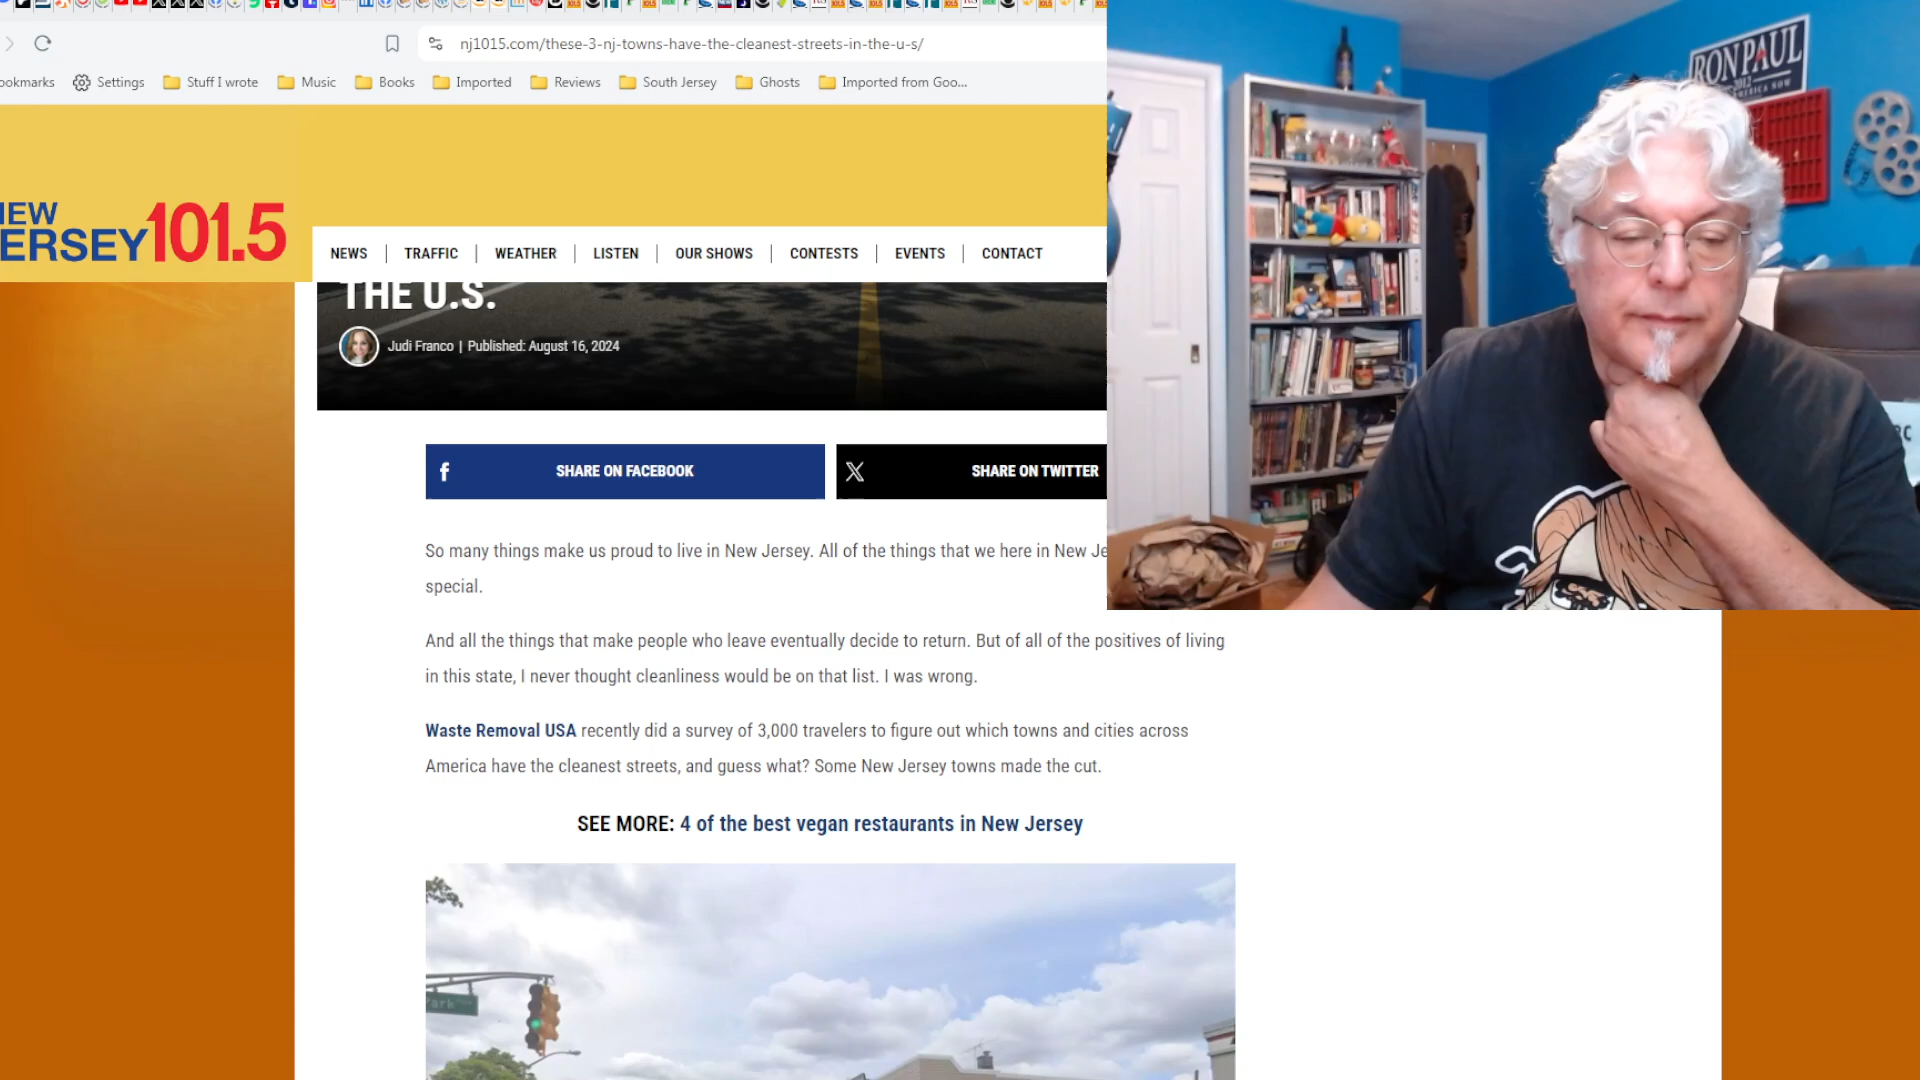 nj1015.com/these-3-nj-towns-have-the-cleanest-streets-in-the-u-s/
ookmarks Settings Stuff I wrote Music Books Imported Reviews South Jersey Ghosts Imported from Goo...
RON PAUL
2012
AMERICA NOW
EW
ERSEY 101.5
NEWS TRAFFIC WEATHER LISTEN OUR SHOWS CONTESTS EVENTS CONTACT
THE U.S.
Judi Franco | Published: August 16, 2024
SHARE ON FACEBOOK SHARE ON TWITTER
So many things make us proud to live in New Jersey. All of the things that we here in New Je
special.
And all the things that make people who leave eventually decide to return. But of all of the positives of living
in this state, I never thought cleanliness would be on that list. I was wrong.
Waste Removal USA recently did a survey of 3,000 travelers to figure out which towns and cities across
America have the cleanest streets, and guess what? Some New Jersey towns made the cut.
SEE MORE: 4 of the best vegan restaurants in New Jersey
Park